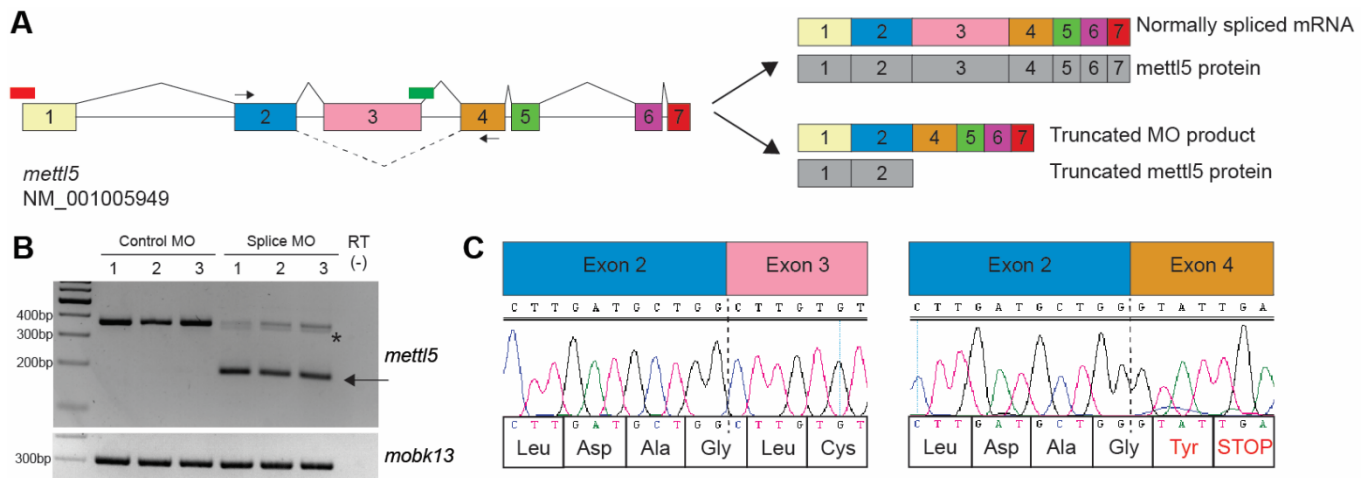 A
1 2 3 4 5 6 7
mettl5
NM_001005949
1 2 3 4 5 6 7 Normally spliced mRNA
1 2 3 4 5 6 7 mettl5 protein
1 2 4 5 6 7 Truncated MO product
1 2 Truncated mettl5 protein
B
Control MO Splice MO RT
1 2 3 1 2 3 (-)
400bp
300bp
*
200bp
mettl5
300bp
mobk13
C
Exon 2 Exon 3
C T T G A T G C T G G C T T G T G T
C T T G A T G C T G G C T T G T G T
Leu Asp Ala Gly Leu Cys
Exon 2 Exon 4
C T T G A T G C T G G G T A T T G A
C T T G A T G C T G G G T A T T G A
Leu Asp Ala Gly Tyr STOP